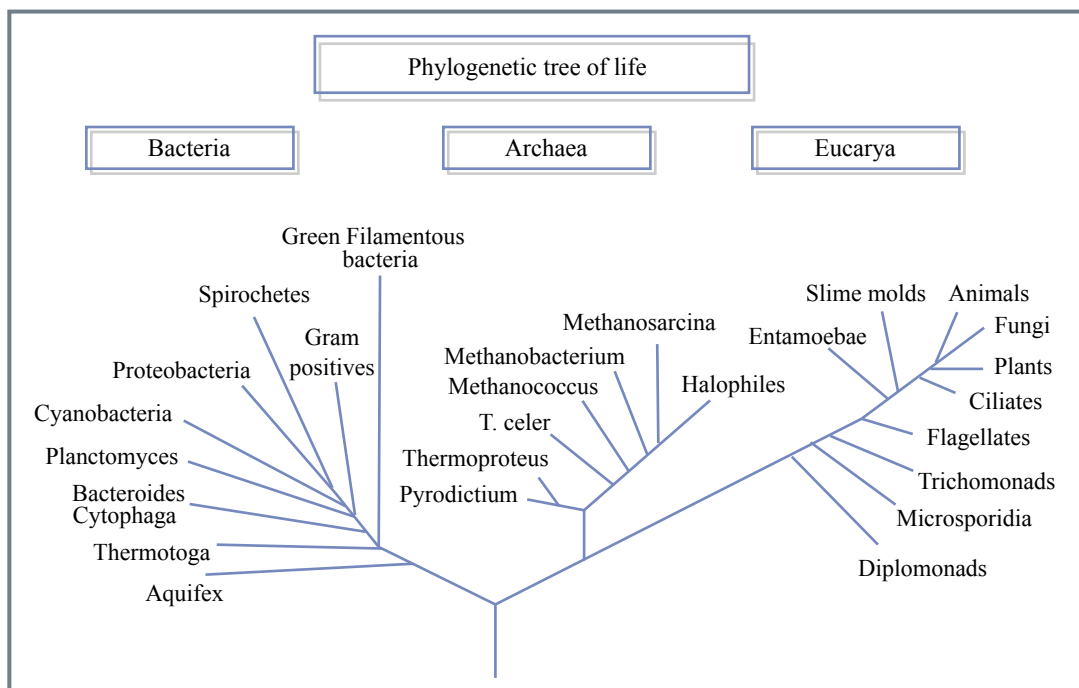 Phylogenetic tree of life
Bacteria
Archaea
Eucarya
Green Filamentous
bacteria
Spirochetes
Gram
positives
Proteobacteria
Cyanobacteria
Planctomyces
Bacteroides
Cytophaga
Thermotoga
Aquifex
Methanosarcina
Methanobacterium
Methanococcus
Halophiles
T. celer
Thermoproteus
Pyrodictium
Slime molds
Animals
Entamoebae
Fungi
Plants
Ciliates
Flagellates
Trichomonads
Microsporidia
Diplomonads